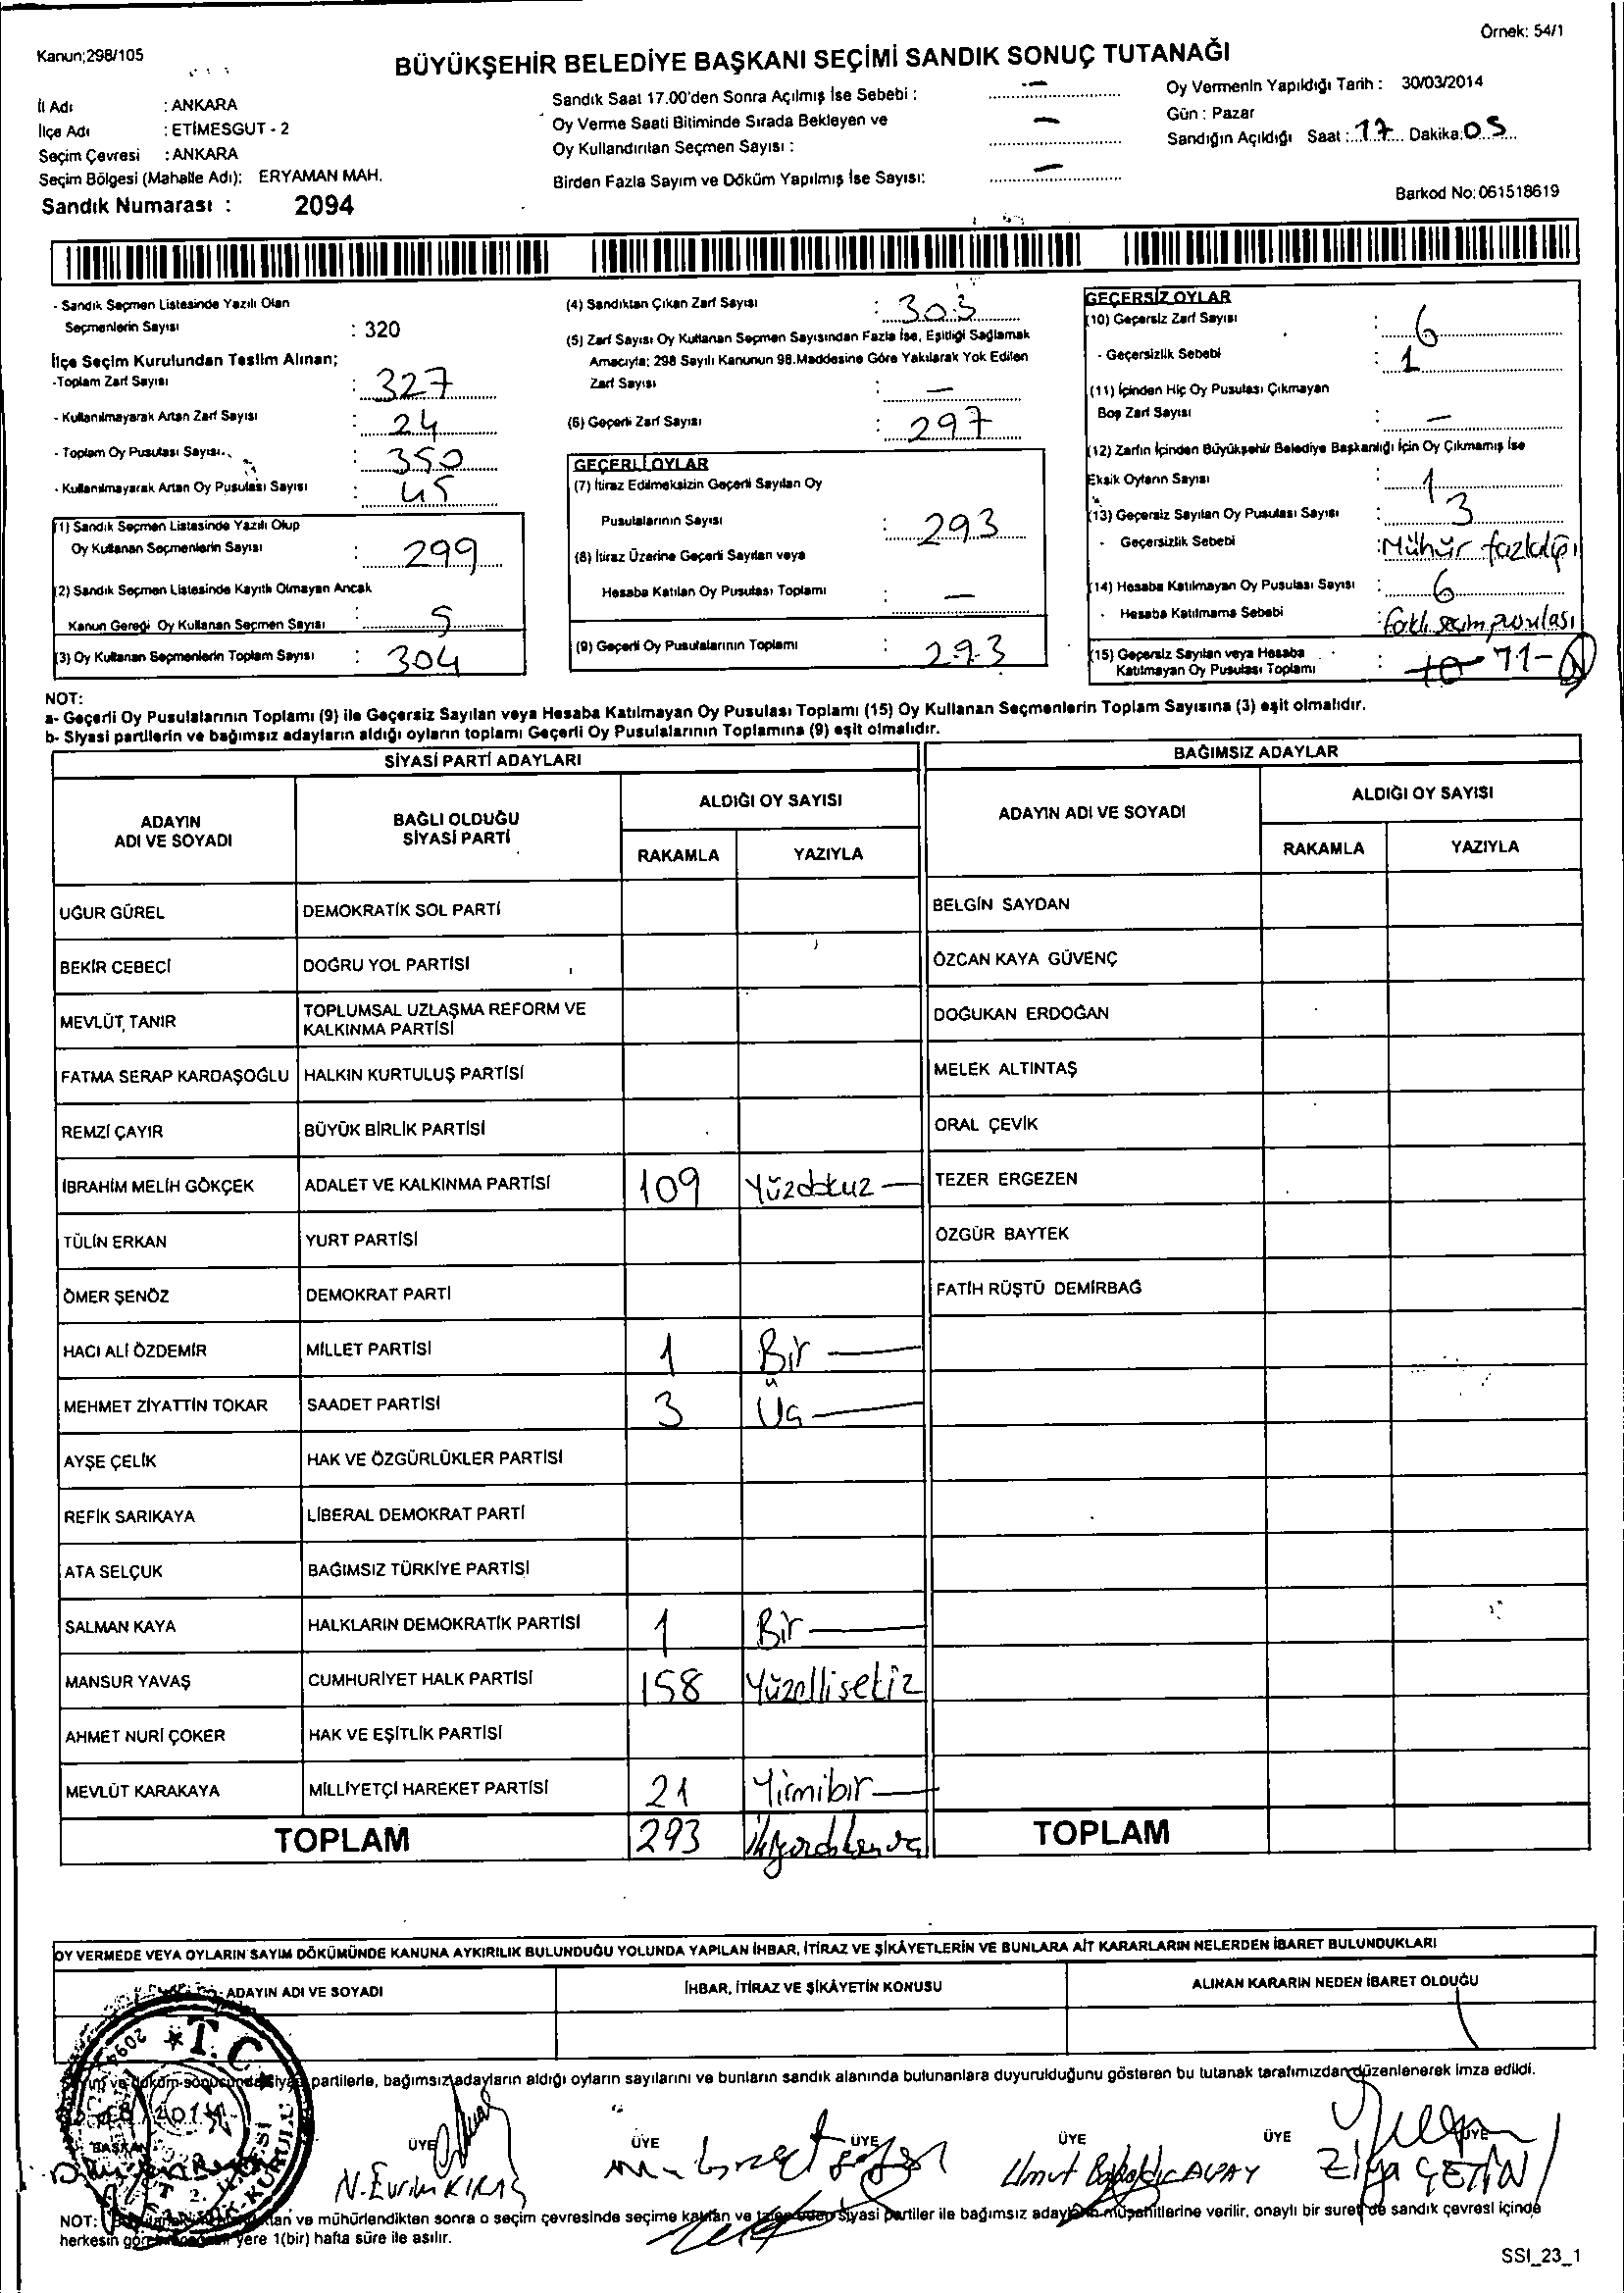 Kanun;298/105
Örnek: 54/1
BÜYÜKŞEHİR BELEDİYE BAŞKANI SEÇİMİ SANDIK SONUÇ TUTANAĞI
İl Adı : ANKARA
İlçe Adı : ETİMESGUT - 2
Seçim Çevresi : ANKARA
Seçim Bölgesi (Mahalle Adı): ERYAMAN MAH.
Sandık Numarası : 2094
Sandık Saat 17.00'den Sonra Açılmış İse Sebebi : —
Oy Verme Saati Bitiminde Sırada Bekleyen ve
Oy Kullandırılan Seçmen Sayısı : —
Birden Fazla Sayım ve Döküm Yapılmış İse Sayısı: —
Oy Vermenin Yapıldığı Tarih : 30/03/2014
Gün : Pazar
Sandığın Açıldığı Saat : 17 Dakika: 05
Barkod No: 061518619
- Sandık Seçmen Listesinde Yazılı Olan
Seçmenlerin Sayısı : 320
İlçe Seçim Kurulundan Teslim Alınan;
-Toplam Zarf Sayısı : 327
- Kullanılmayarak Artan Zarf Sayısı : 24
- Toplam Oy Pusulası Sayısı : 350
- Kullanılmayarak Artan Oy Pusulası Sayısı : 45
(1) Sandık Seçmen Listesinde Yazılı Olup
Oy Kullanan Seçmenlerin Sayısı : 299
(2) Sandık Seçmen Listesinde Kayıtlı Olmayan Ancak
Kanun Gereği Oy Kullanan Seçmen Sayısı : 5
(3) Oy Kullanan Seçmenlerin Toplam Sayısı : 304
(4) Sandıktan Çıkan Zarf Sayısı : 303
(5) Zarf Sayısı Oy Kullanan Seçmen Sayısından Fazla İse, Eşitliği Sağlamak
Amacıyla; 298 Sayılı Kanunun 98.Maddesine Göre Yakılarak Yok Edilen
Zarf Sayısı : —
(6) Geçerli Zarf Sayısı : 297
GEÇERLİ OYLAR
(7) İtiraz Edilmeksizin Geçerli Sayılan Oy
Pusulalarının Sayısı : 293
(8) İtiraz Üzerine Geçerli Sayılan veya
Hesaba Katılan Oy Pusulası Toplamı : —
(9) Geçerli Oy Pusulalarının Toplamı : 293
GEÇERSİZ OYLAR
(10) Geçersiz Zarf Sayısı : 6
- Geçersizlik Sebebi : 1
(11) İçinden Hiç Oy Pusulası Çıkmayan
Boş Zarf Sayısı : —
(12) Zarfın İçinden Büyükşehir Belediye Başkanlığı İçin Oy Çıkmamış İse
Eksik Oyların Sayısı : 1
(13) Geçersiz Sayılan Oy Pusulası Sayısı : 3
- Geçersizlik Sebebi : Mühür fazlalığı
(14) Hesaba Katılmayan Oy Pusulası Sayısı : 6
- Hesaba Katılmama Sebebi : farklı seçim pusulası
(15) Geçersiz Sayılan veya Hesaba
Katılmayan Oy Pusulası Toplamı : 10 11-
NOT:
a- Geçerli Oy Pusulalarının Toplamı (9) ile Geçersiz Sayılan veya Hesaba Katılmayan Oy Pusulası Toplamı (15) Oy Kullanan Seçmenlerin Toplam Sayısına (3) eşit olmalıdır.
b- Siyasi partilerin ve bağımsız adayların aldığı oyların toplamı Geçerli Oy Pusulalarının Toplamına (9) eşit olmalıdır.
SİYASİ PARTİ ADAYLARI
BAĞIMSIZ ADAYLAR
ADAYIN ADI VE SOYADI
BAĞLI OLDUĞU SİYASİ PARTİ
ALDIĞI OY SAYISI
RAKAMLA YAZIYLA
ADAYIN ADI VE SOYADI
ALDIĞI OY SAYISI
RAKAMLA YAZIYLA
UĞUR GÜREL DEMOKRATİK SOL PARTİ BELGİN SAYDAN
BEKİR CEBECİ DOĞRU YOL PARTİSİ ÖZCAN KAYA GÜVENÇ
MEVLÜT TANIR TOPLUMSAL UZLAŞMA REFORM VE KALKINMA PARTİSİ DOĞUKAN ERDOĞAN
FATMA SERAP KARDAŞOĞLU HALKIN KURTULUŞ PARTİSİ MELEK ALTINTAŞ
REMZİ ÇAYIR BÜYÜK BİRLİK PARTİSİ ORAL ÇEVİK
İBRAHİM MELİH GÖKÇEK ADALET VE KALKINMA PARTİSİ 109 Yüzdokuz — TEZER ERGEZEN
TÜLİN ERKAN YURT PARTİSİ ÖZGÜR BAYTEK
ÖMER ŞENÖZ DEMOKRAT PARTİ FATİH RÜŞTÜ DEMİRBAĞ
HACI ALİ ÖZDEMİR MİLLET PARTİSİ 1 Bir —
MEHMET ZİYATTİN TOKAR SAADET PARTİSİ 3 Üç —
AYŞE ÇELİK HAK VE ÖZGÜRLÜKLER PARTİSİ
REFİK SARIKAYA LİBERAL DEMOKRAT PARTİ
ATA SELÇUK BAĞIMSIZ TÜRKİYE PARTİSİ
SALMAN KAYA HALKLARIN DEMOKRATİK PARTİSİ 1 Bir —
MANSUR YAVAŞ CUMHURİYET HALK PARTİSİ 158 Yüzellisekiz
AHMET NURİ ÇOKER HAK VE EŞİTLİK PARTİSİ
MEVLÜT KARAKAYA MİLLİYETÇİ HAREKET PARTİSİ 21 Yirmibir —
TOPLAM 293 TOPLAM
OY VERMEDE VEYA OYLARIN SAYIM DÖKÜMÜNDE KANUNA AYKIRILIK BULUNDUĞU YOLUNDA YAPILAN İHBAR, İTİRAZ VE ŞİKÂYETLERİN VE BUNLARA AİT KARARLARIN NELERDEN İBARET BULUNDUKLARI
ADAYIN ADI VE SOYADI İHBAR, İTİRAZ VE ŞİKÂYETİN KONUSU ALINAN KARARIN NEDEN İBARET OLDUĞU
T.C.
partilerle, bağımsız adayların aldığı oyların sayılarını ve bunların sandık alanında bulunanlara duyurulduğunu gösteren bu tutanak tarafımızdan düzenlenerek imza edildi.
BAŞKAN ÜYE ÜYE ÜYE ÜYE ÜYE ÜYE
N. Evrim KIRAÇ Umut Ziya ÇETİN
NOT: ve mühürlendikten sonra o seçim çevresinde seçime katılan ve siyasi partiler ile bağımsız müşahitlerine verilir, onaylı bir suret de sandık çevresi içinde
herkesin yere 1(bir) hafta süre ile asılır.
SSI_23_1